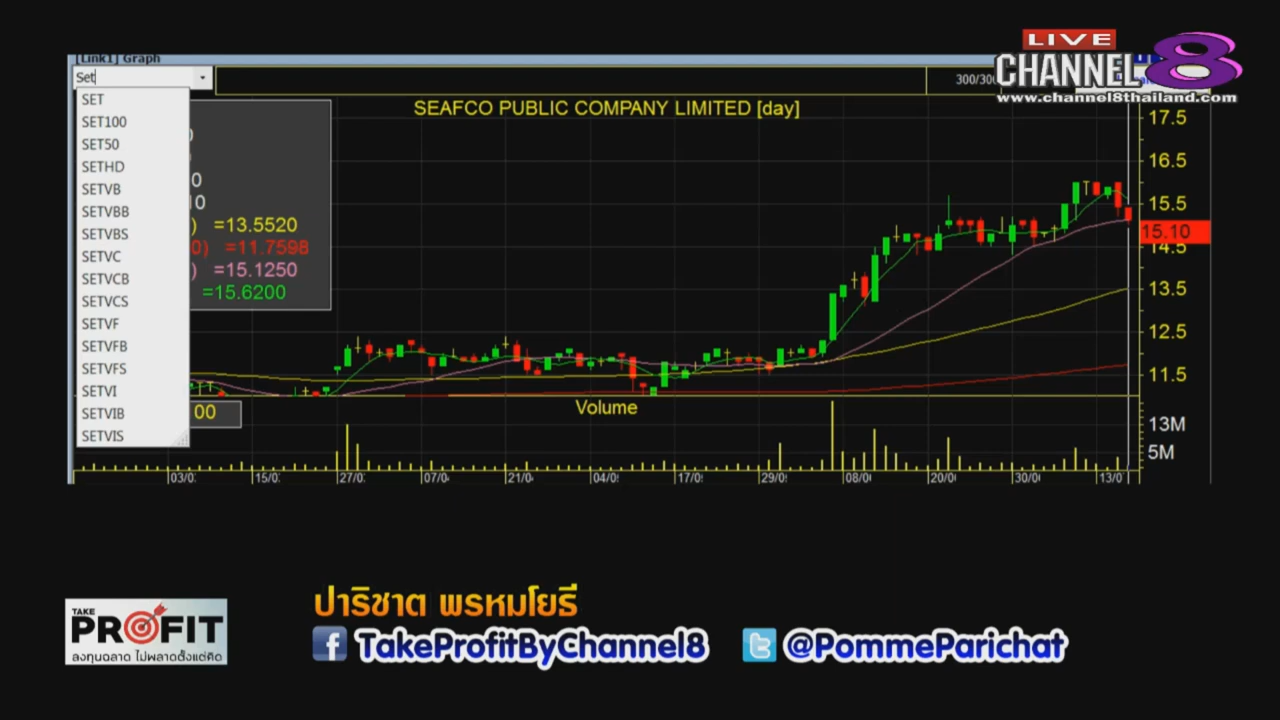 LIVE
CHANNEL 8
www.channel8thailand.com
[Link1] Graph
Set
300/300
SEAFCO PUBLIC COMPANY LIMITED [day]
SET
SET100
SET50
SETHD
SETVB
SETVBB
SETVBS
SETVC
SETVCB
SETVCS
SETVF
SETVFB
SETVFS
SETVI
SETVIB
SETVIS
0
10
) =13.5520
0) =11.7598
) =15.1250
=15.6200
00
17.5
16.5
15.5
15.10
14.5
13.5
12.5
11.5
Volume
13M
5M
03/0 15/0 27/0 07/0 21/0 04/0 17/0 29/0 08/0 20/0 30/0 13/0
TAKE
PROFIT
ลงทุนฉลาด ไม่พลาดตั้งแต่คิด
ปาริชาต พรหมโยธี
TakeProfitByChannel8 @PommeParichat